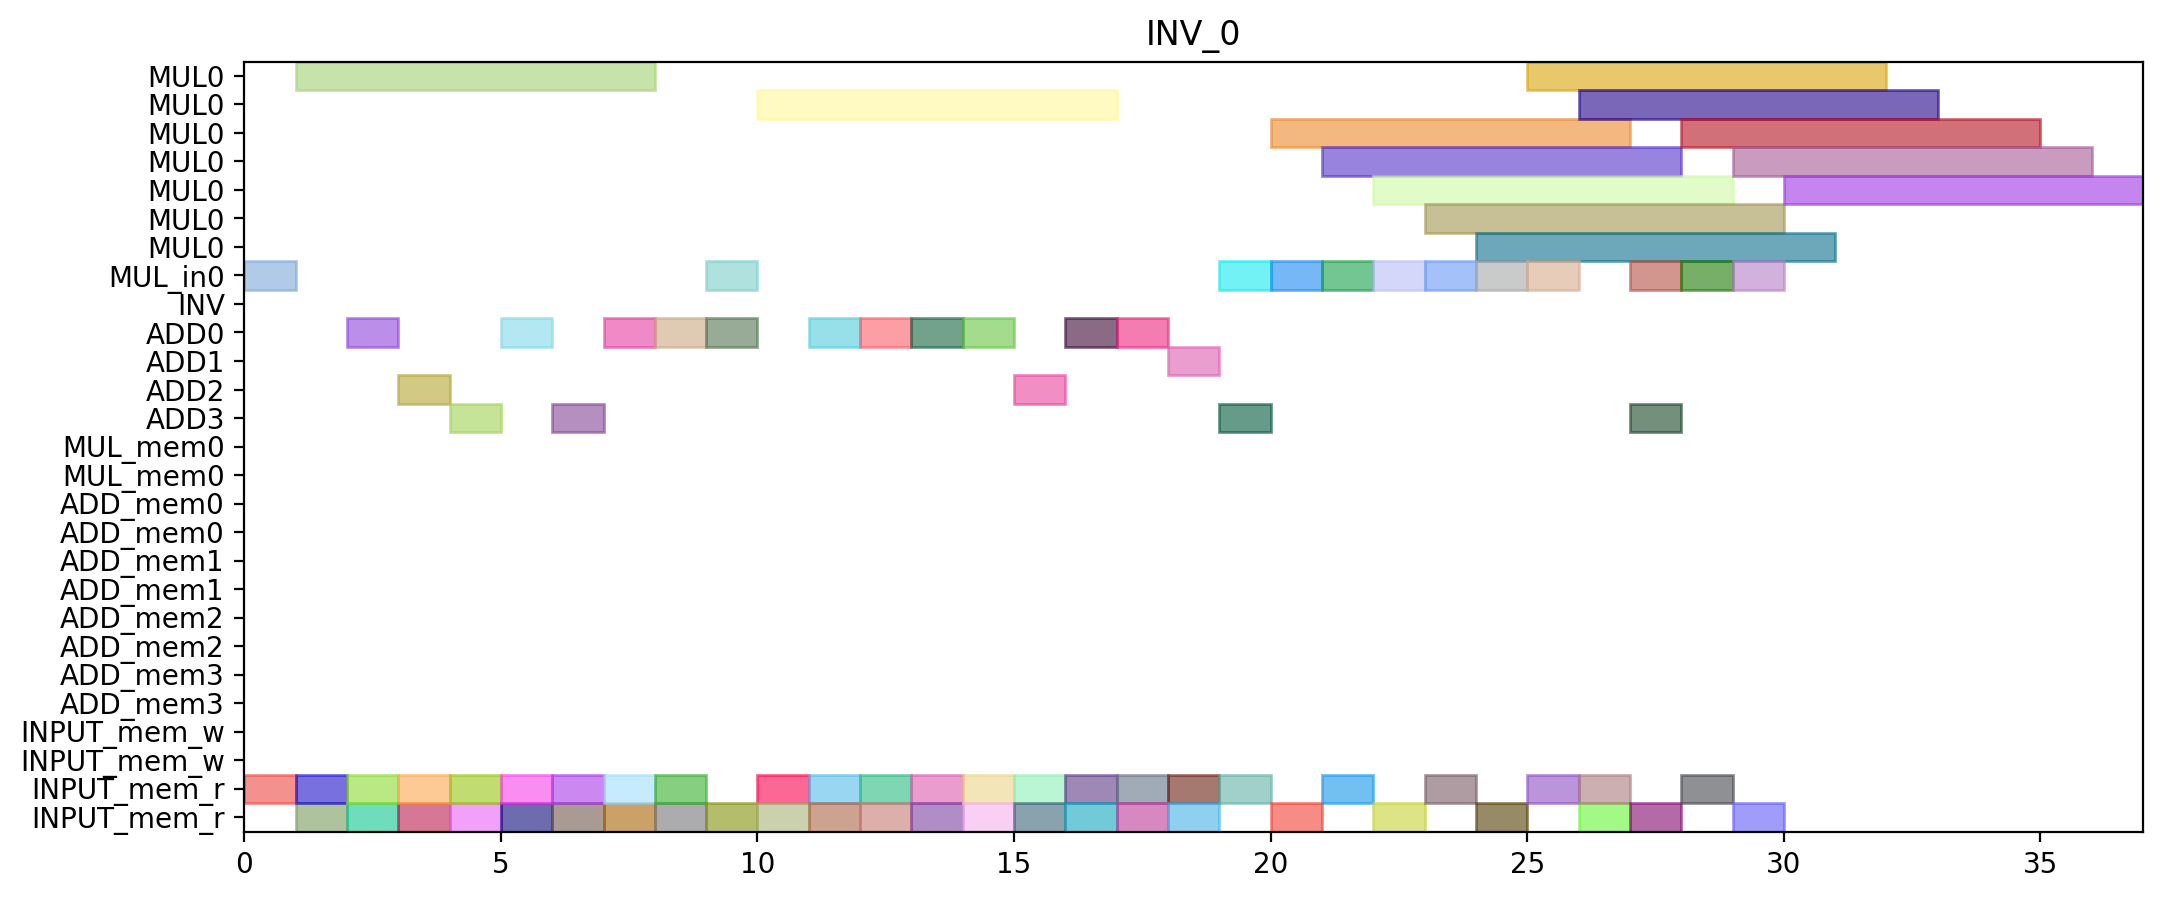 INV_0
MUL0
MUL0
MUL0
MUL0
MUL0
MUL0
MUL0
MUL_in0
INV
ADD0
ADD1
ADD2
ADD3
MUL_mem0
MUL_mem0
ADD_mem0
ADD_mem0
ADD_mem1
ADD_mem1
ADD_mem2
ADD_mem2
ADD_mem3
ADD_mem3
INPUT_mem_w
INPUT_mem_w
INPUT_mem_r
INPUT_mem_r
0 5 10 15 20 25 30 35